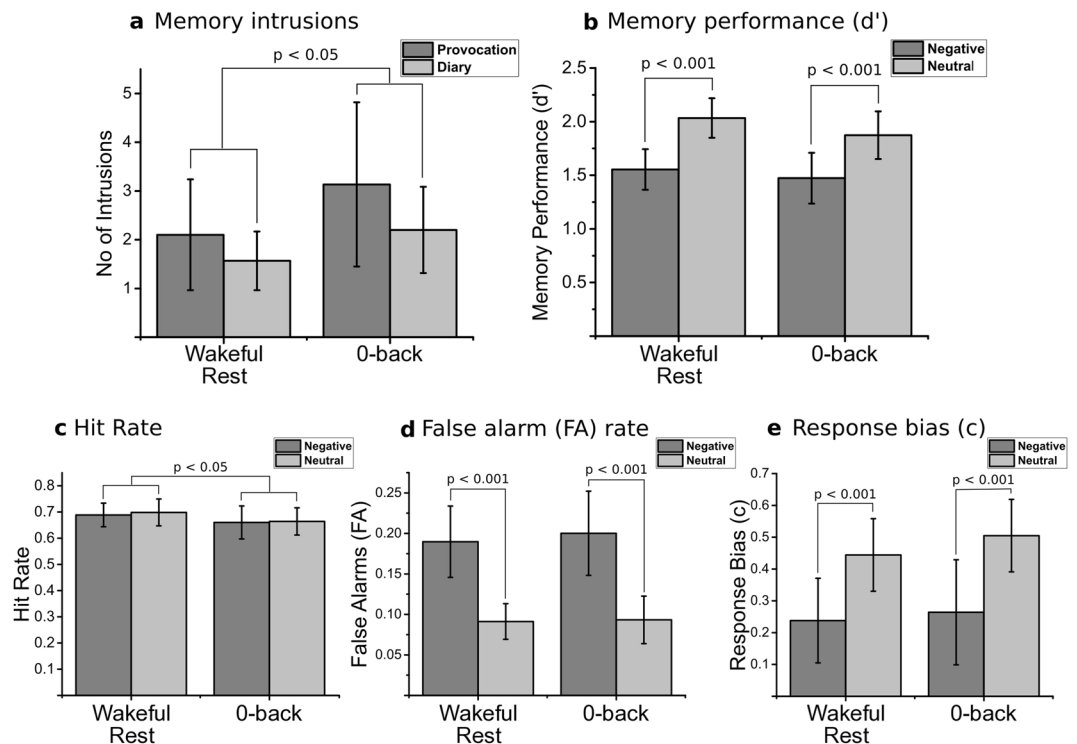 a Memory intrusions
Provocation
Diary
p < 0.05
No of Intrusions
5
4
3
2
1
Wakeful
Rest
0-back
b Memory performance (d')
Negative
Neutral
p < 0.001
p < 0.001
Memory Performance (d')
2.5
2.0
1.5
1.0
0.5
Wakeful
Rest
0-back
c Hit Rate
Negative
Neutral
p < 0.05
Hit Rate
0.8
0.7
0.6
0.5
0.4
0.3
0.2
0.1
Wakeful
Rest
0-back
d False alarm (FA) rate
Negative
Neutral
p < 0.001
p < 0.001
False Alarms (FA)
0.25
0.20
0.15
0.10
0.05
Wakeful
Rest
0-back
e Response bias (c)
Negative
Neutral
p < 0.001
p < 0.001
Response Bias (c)
0.7
0.6
0.5
0.4
0.3
0.2
0.1
Wakeful
Rest
0-back